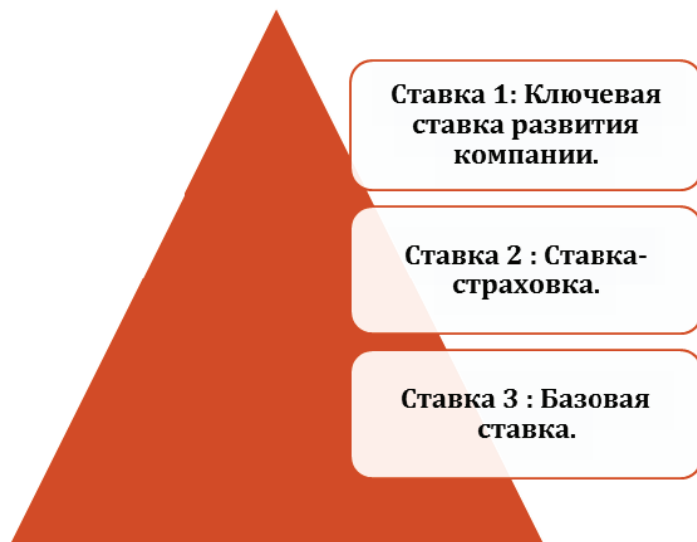 Ставка 1: Ключевая
ставка развития
компании.
Ставка 2 : Ставка-
страховка.
Ставка 3 : Базовая
ставка.